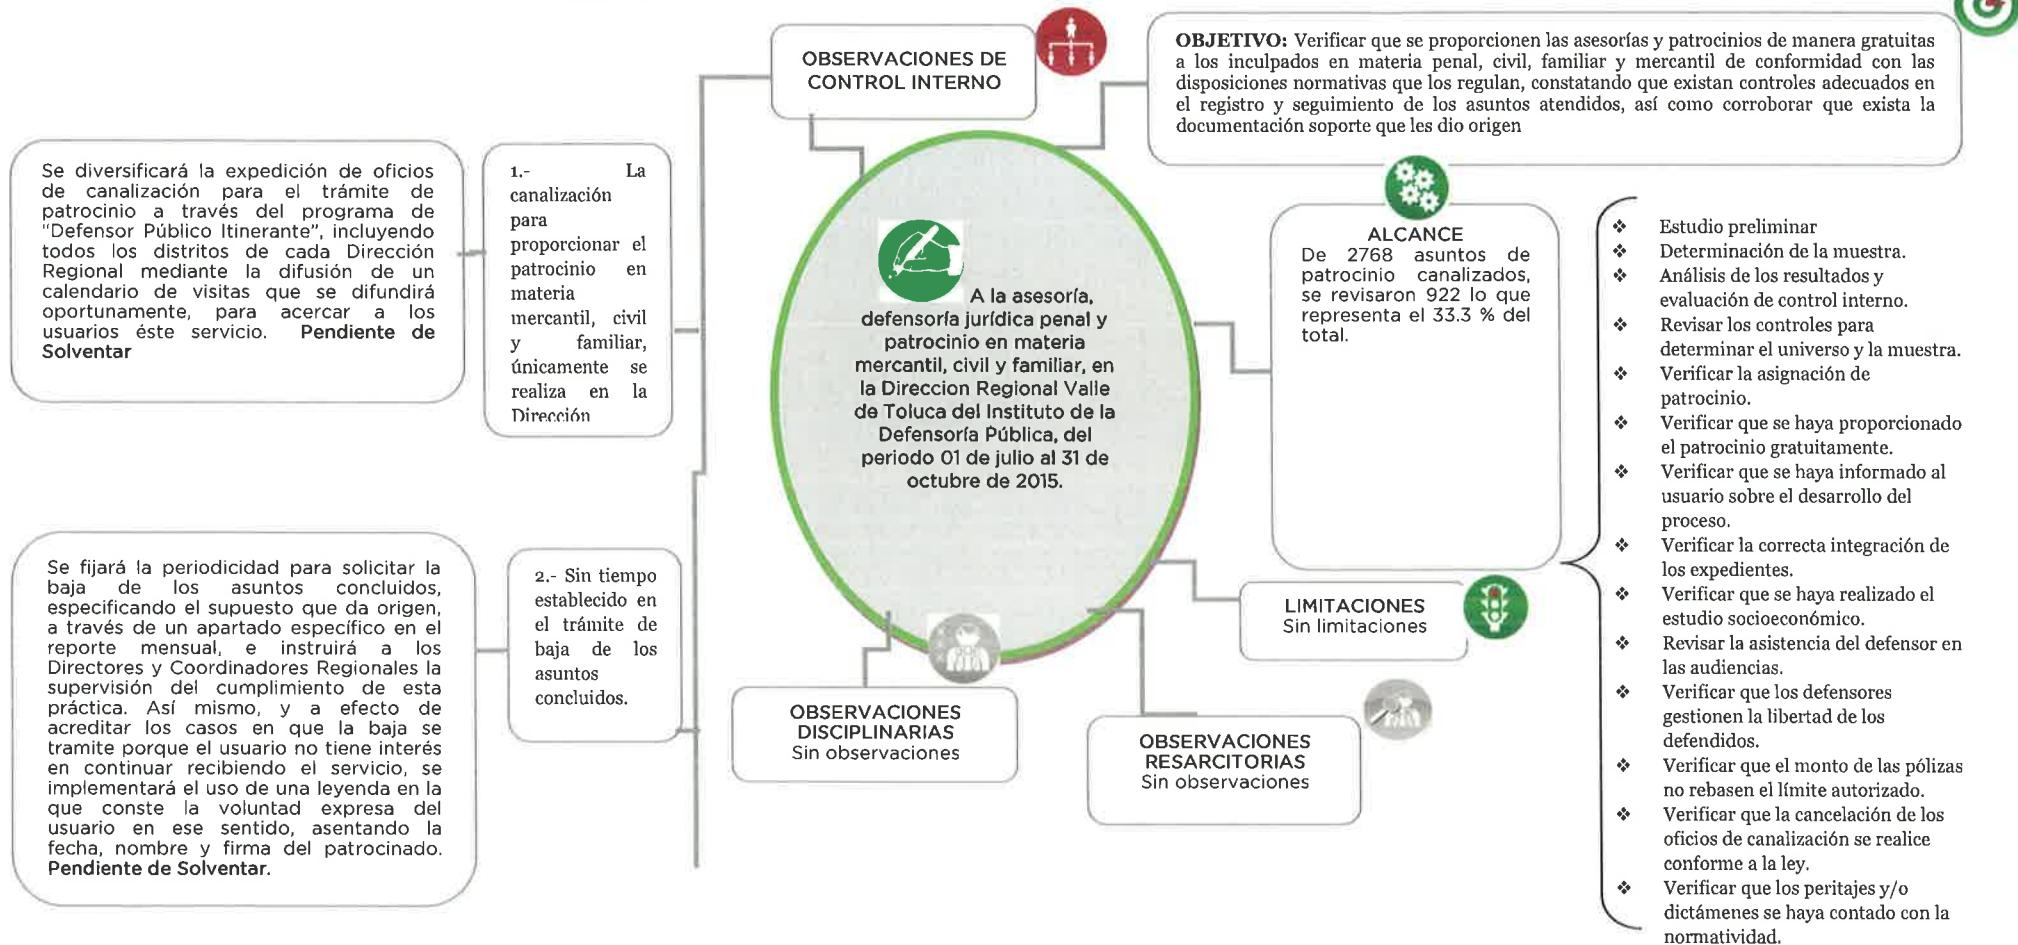 OBSERVACIONES DE
CONTROL INTERNO
OBJETIVO: Verificar que se proporcionen las asesorías y patrocinios de manera gratuitas
a los inculpados en materia penal, civil, familiar y mercantil de conformidad con las
disposiciones normativas que los regulan, constatando que existan controles adecuados en
el registro y seguimiento de los asuntos atendidos, así como corroborar que exista la
documentación soporte que les dio origen
Se diversificará la expedición de oficios
de canalización para el trámite de
patrocinio a través del programa de
"Defensor Público Itinerante", incluyendo
todos los distritos de cada Dirección
Regional mediante la difusión de un
calendario de visitas que se difundirá
oportunamente, para acercar a los
usuarios éste servicio. Pendiente de
Solventar
1.- La
canalización
para
proporcionar el
patrocinio en
materia
mercantil, civil
y familiar,
únicamente se
realiza en la
Dirección
A la asesoría,
defensoría jurídica penal y
patrocinio en materia
mercantil, civil y familiar, en
la Direccion Regional Valle
de Toluca del Instituto de la
Defensoría Pública, del
periodo 01 de julio al 31 de
octubre de 2015.
ALCANCE
De 2768 asuntos de
patrocinio canalizados,
se revisaron 922 lo que
representa el 33.3 % del
total.
❖ Estudio preliminar
❖ Determinación de la muestra.
❖ Análisis de los resultados y
evaluación de control interno.
❖ Revisar los controles para
determinar el universo y la muestra.
❖ Verificar la asignación de
patrocinio.
❖ Verificar que se haya proporcionado
el patrocinio gratuitamente.
❖ Verificar que se haya informado al
usuario sobre el desarrollo del
proceso.
❖ Verificar la correcta integración de
los expedientes.
❖ Verificar que se haya realizado el
estudio socioeconómico.
❖ Revisar la asistencia del defensor en
las audiencias.
❖ Verificar que los defensores
gestionen la libertad de los
defendidos.
❖ Verificar que el monto de las pólizas
no rebasen el límite autorizado.
❖ Verificar que la cancelación de los
oficios de canalización se realice
conforme a la ley.
❖ Verificar que los peritajes y/o
dictámenes se haya contado con la
normatividad.
Se fijará la periodicidad para solicitar la
baja de los asuntos concluidos,
especificando el supuesto que da origen,
a través de un apartado específico en el
reporte mensual, e instruirá a los
Directores y Coordinadores Regionales la
supervisión del cumplimiento de esta
práctica. Así mismo, y a efecto de
acreditar los casos en que la baja se
tramite porque el usuario no tiene interés
en continuar recibiendo el servicio, se
implementará el uso de una leyenda en la
que conste la voluntad expresa del
usuario en ese sentido, asentando la
fecha, nombre y firma del patrocinado.
Pendiente de Solventar.
2.- Sin tiempo
establecido en
el trámite de
baja de los
asuntos
concluidos.
LIMITACIONES
Sin limitaciones
OBSERVACIONES
DISCIPLINARIAS
Sin observaciones
OBSERVACIONES
RESARCITORIAS
Sin observaciones